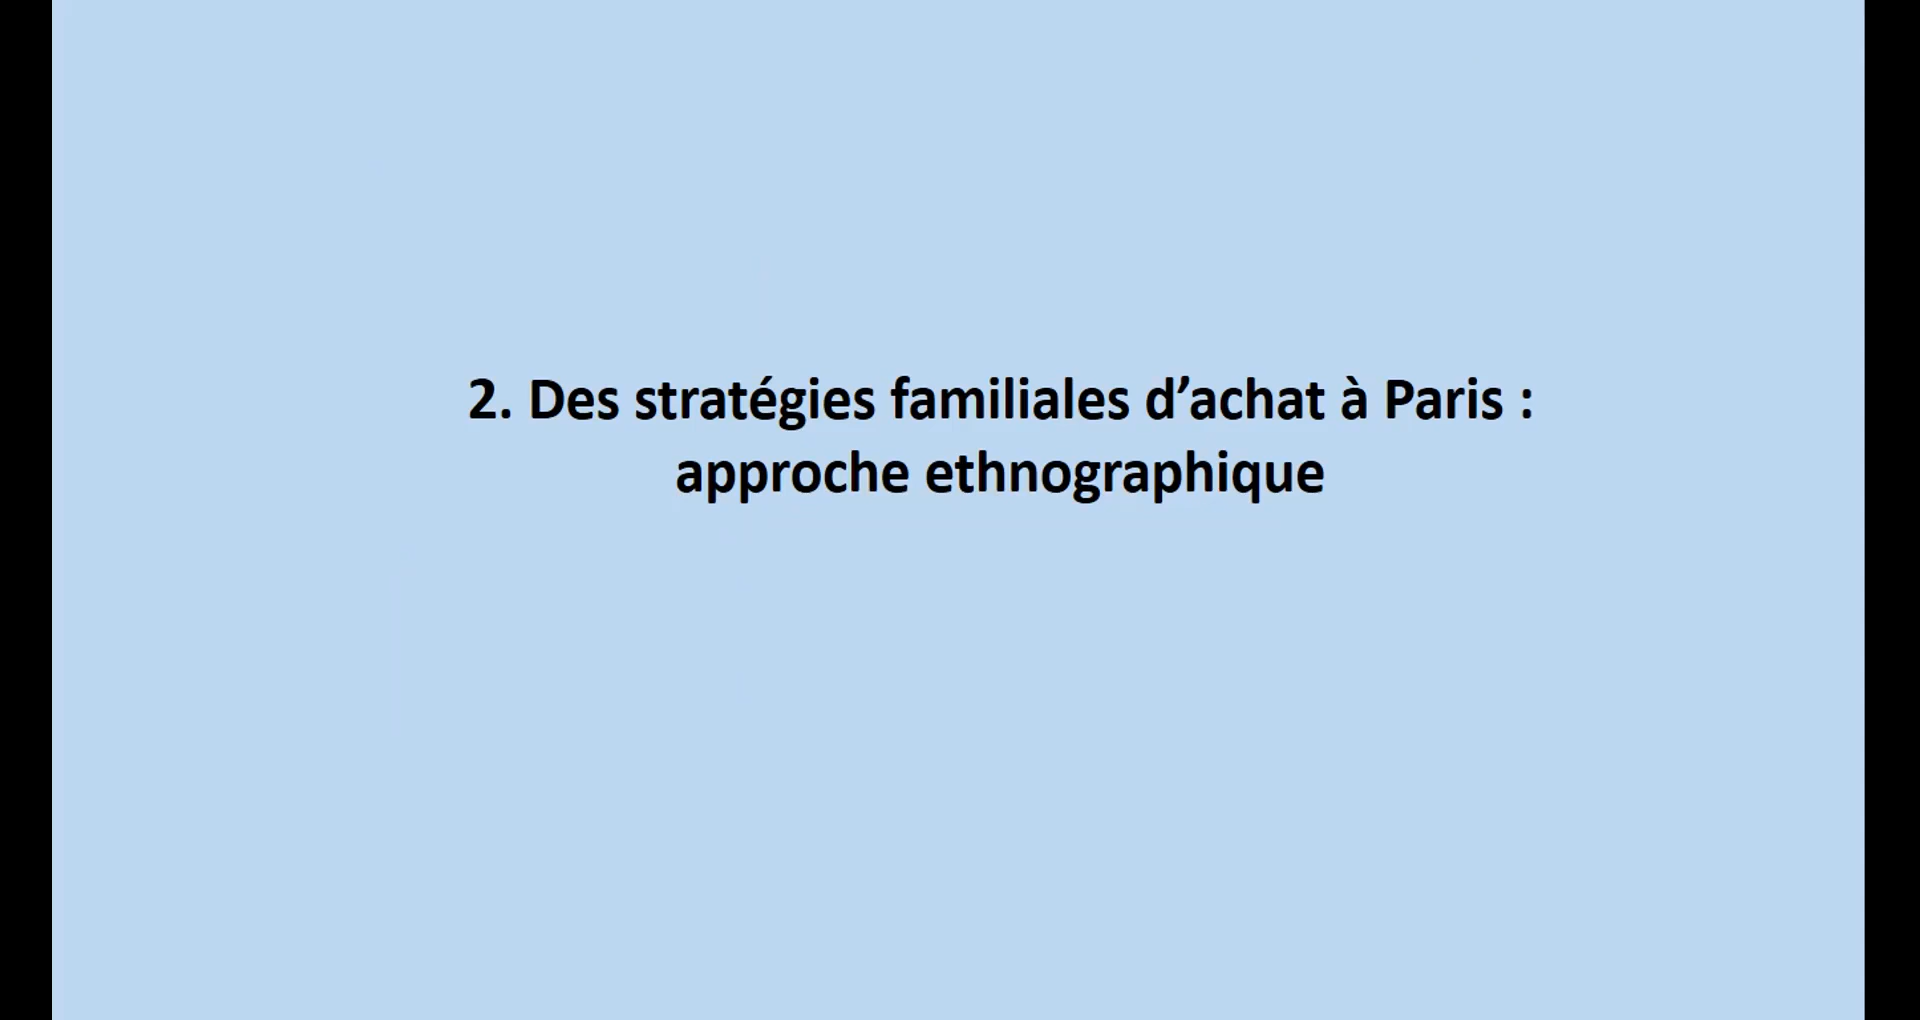 2. Des stratégies familiales d’achat à Paris :
approche ethnographique